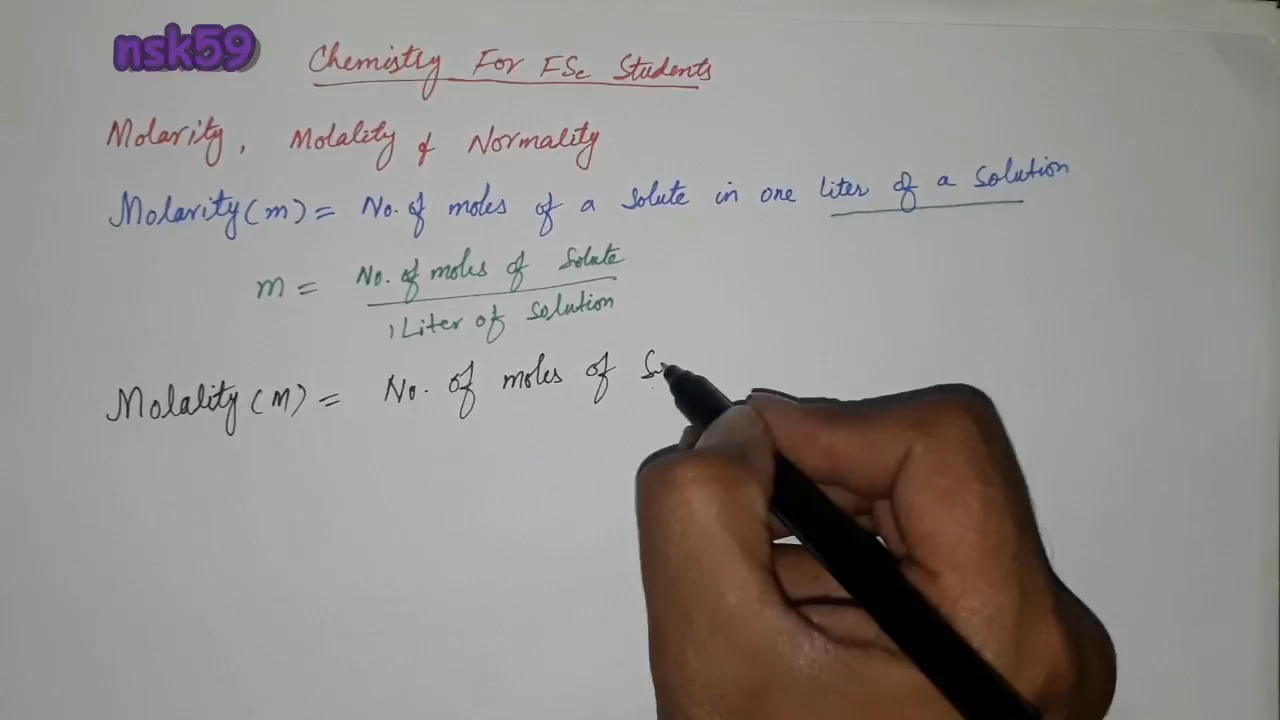 nsk59
Chemistry For FSc Students
Molarity, Molality & Normality
Molarity (m) = No. of moles of a Solute in one liter of a Solution
m = No. of moles of Solute
1 Liter of Solution
Molality (m) = No. of moles of